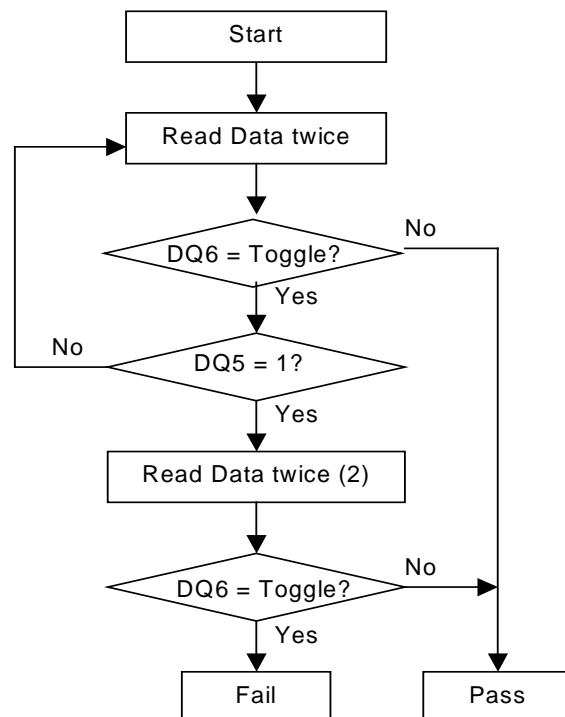 Start
Read Data twice
No
DQ6 = Toggle?
Yes
No
DQ5 = 1?
Yes
Read Data twice (2)
No
DQ6 = Toggle?
Yes
Fail
Pass